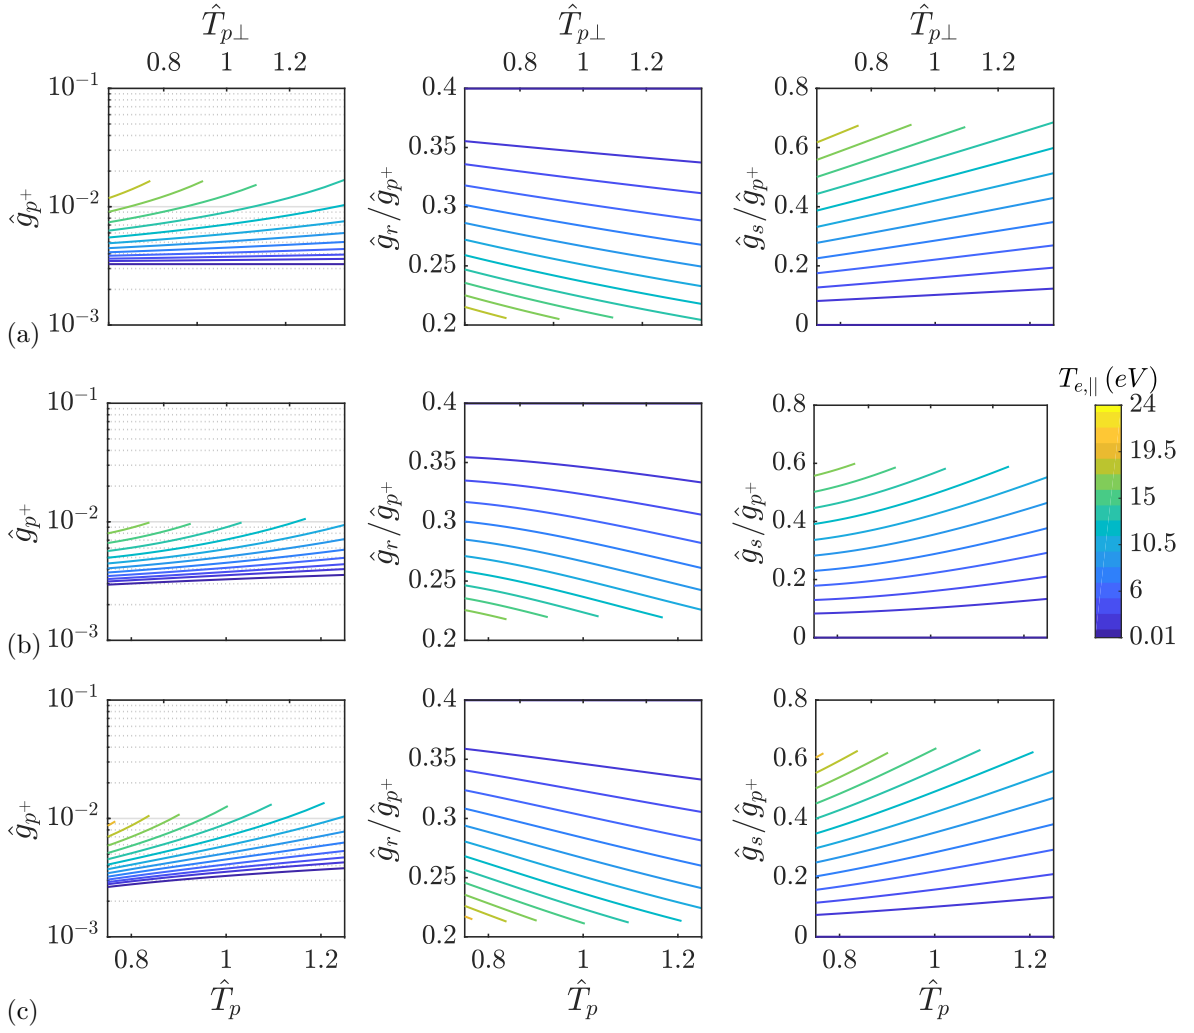 T̂p⊥ T̂p⊥ T̂p⊥
0.8 1 1.2 0.8 1 1.2 0.8 1 1.2
(a) ĝp+ 10⁻¹ 10⁻² 10⁻³
ĝr/ĝp+ 0.4 0.35 0.3 0.25 0.2
ĝs/ĝp+ 0.8 0.6 0.4 0.2 0
(b) ĝp+ 10⁻¹ 10⁻² 10⁻³
ĝr/ĝp+ 0.4 0.35 0.3 0.25 0.2
ĝs/ĝp+ 0.8 0.6 0.4 0.2 0
Te,|| (eV)
24
19.5
15
10.5
6
0.01
(c) ĝp+ 10⁻¹ 10⁻² 10⁻³
ĝr/ĝp+ 0.4 0.35 0.3 0.25 0.2
ĝs/ĝp+ 0.8 0.6 0.4 0.2 0
0.8 1 1.2 0.8 1 1.2 0.8 1 1.2
T̂p T̂p T̂p